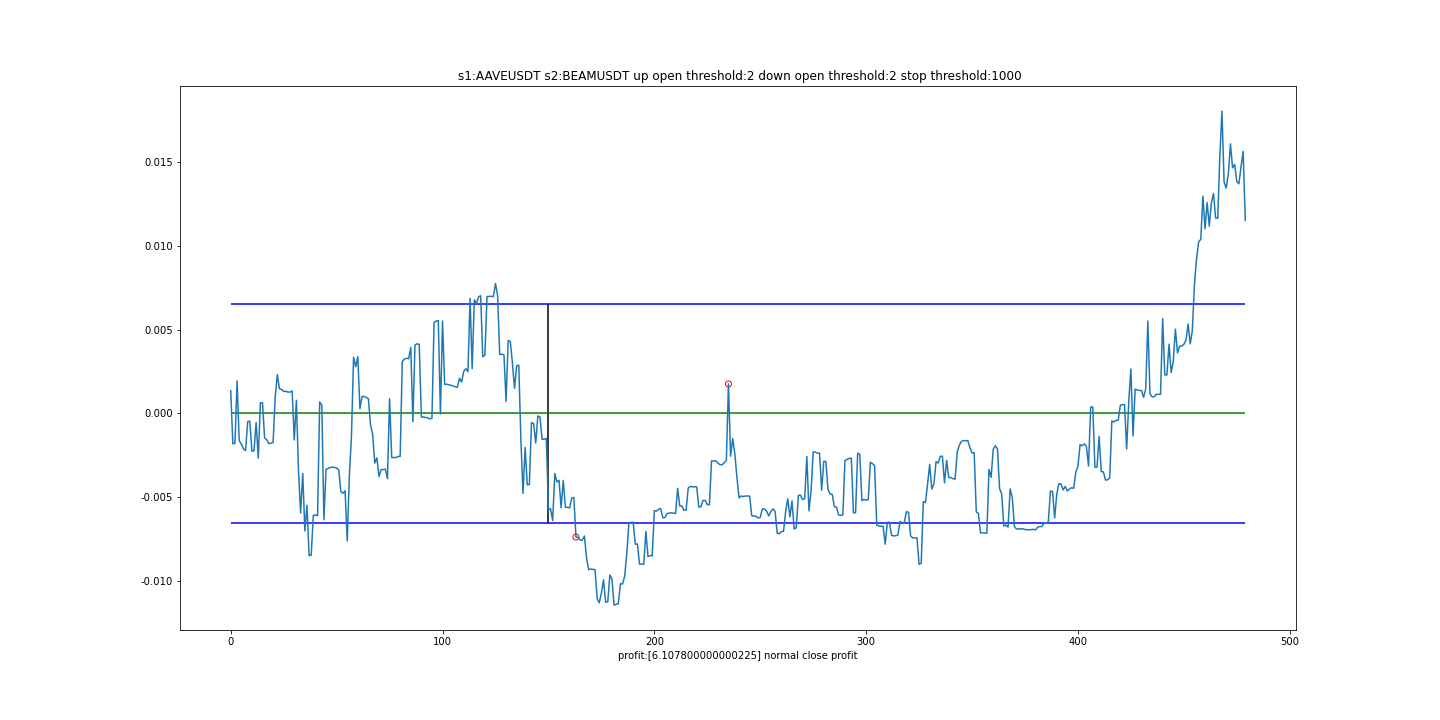 s1:AAVEUSDT s2:BEAMUSDT up open threshold:2 down open threshold:2 stop threshold:1000
0.015
0.010
0.005
0.000
-0.005
-0.010
0 100 200 300 400 500
profit:[6.107800000000225] normal close profit